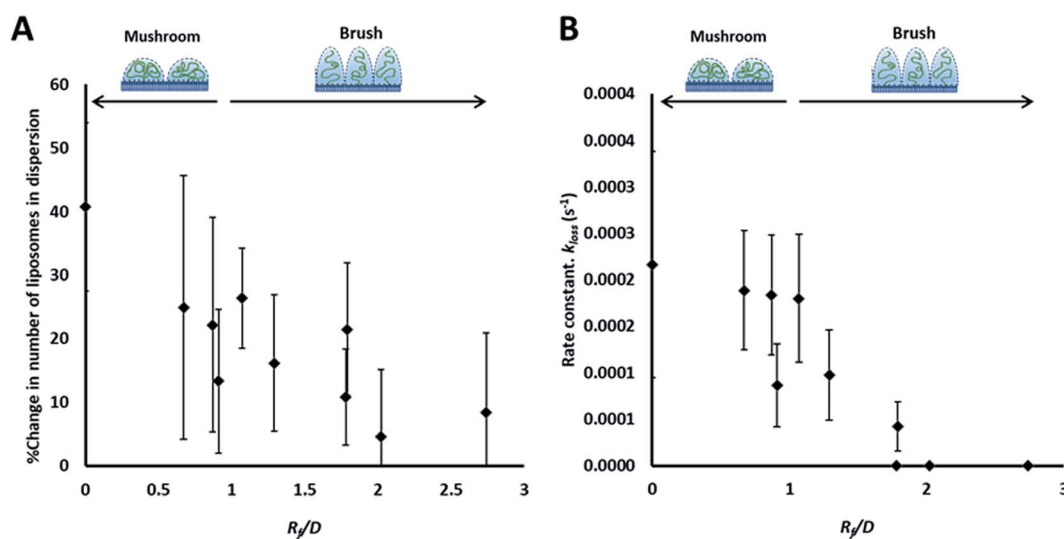 A
Mushroom
Brush
%Change in number of liposomes in dispersion
60
50
40
30
20
10
0
0
0.5
1
1.5
2
2.5
3
Rf/D
B
Mushroom
Brush
Rate constant. kloss (s-1)
0.0004
0.0004
0.0003
0.0003
0.0002
0.0002
0.0001
0.0001
0.0000
0
1
2
3
Rf/D